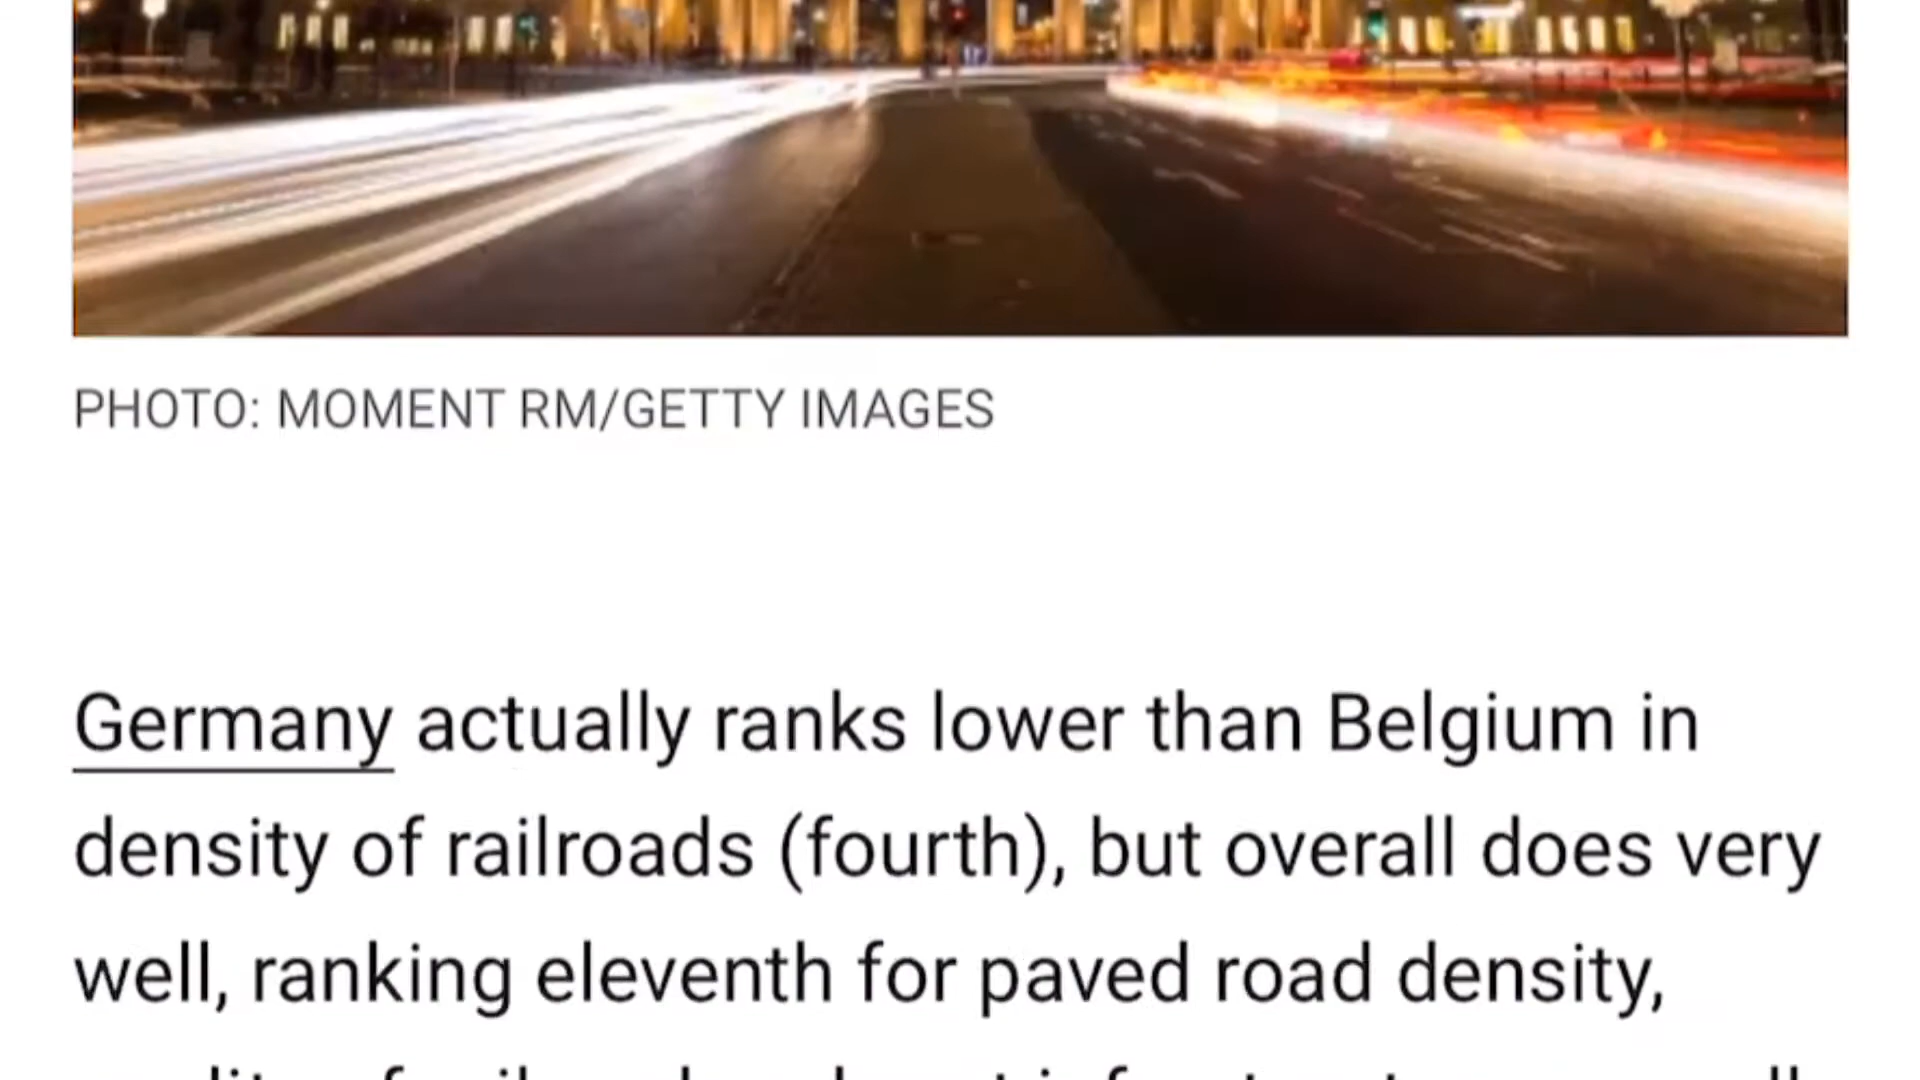 PHOTO: MOMENT RM/GETTY IMAGES
Germany actually ranks lower than Belgium in
density of railroads (fourth), but overall does very
well, ranking eleventh for paved road density,